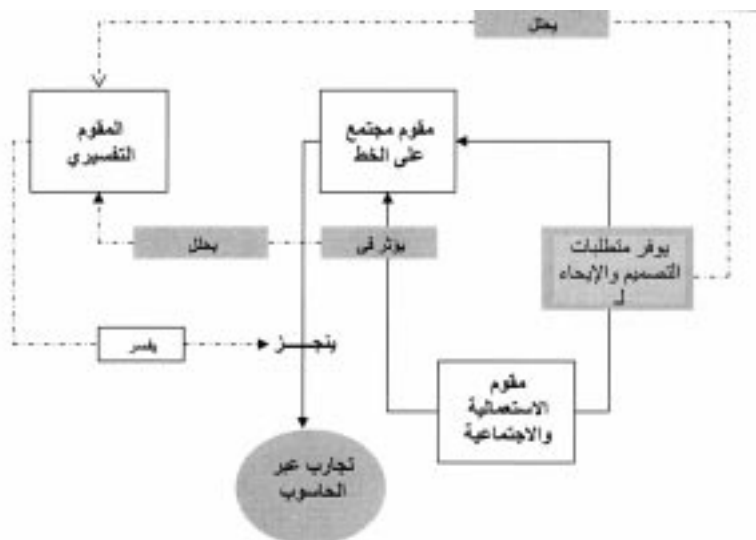 يحلل
المقوم
التفسيري
مقوم مجتمع
على الخط
يحلل
يؤثر في
يوفر متطلبات
التصميم والإيحاء
لـ
يفسر
ينجـــــز
مقوم
الاستعمالية
والاجتماعية
تجارب عبر
الحاسوب